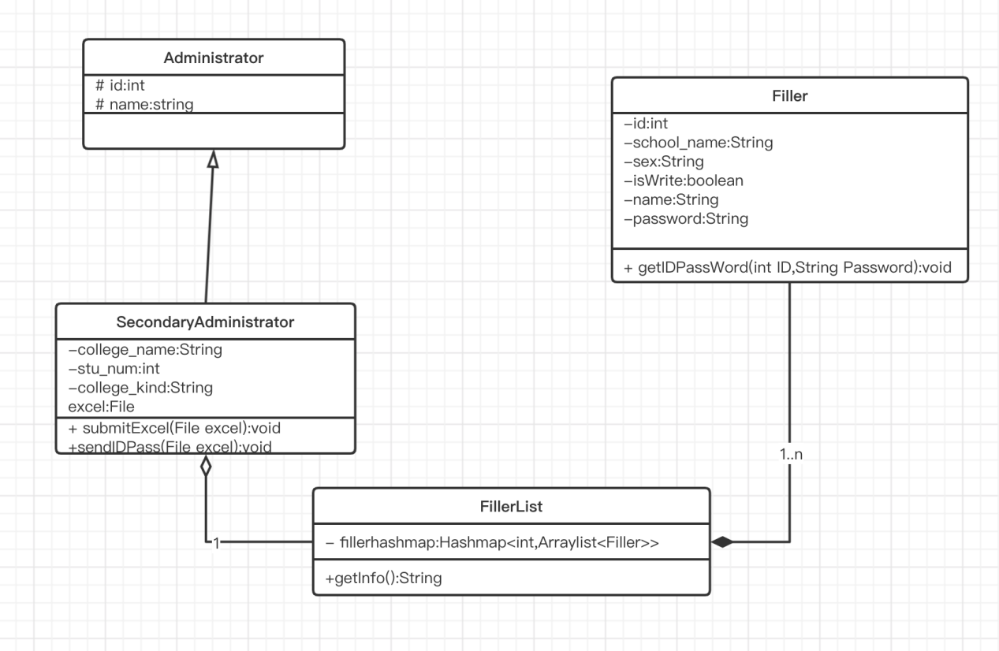 Administrator
# id:int
# name:string
Filler
–id:int
–school_name:String
–sex:String
–isWrite:boolean
–name:String
–password:String
+ getIDPassWord(int ID,String Password):void
SecondaryAdministrator
–college_name:String
–stu_num:int
–college_kind:String
excel:File
+ submitExcel(File excel):void
+sendIDPass(File excel):void
1..n
1
FillerList
– fillerhashmap:Hashmap<int,Arraylist<Filler>>
+getInfo():String